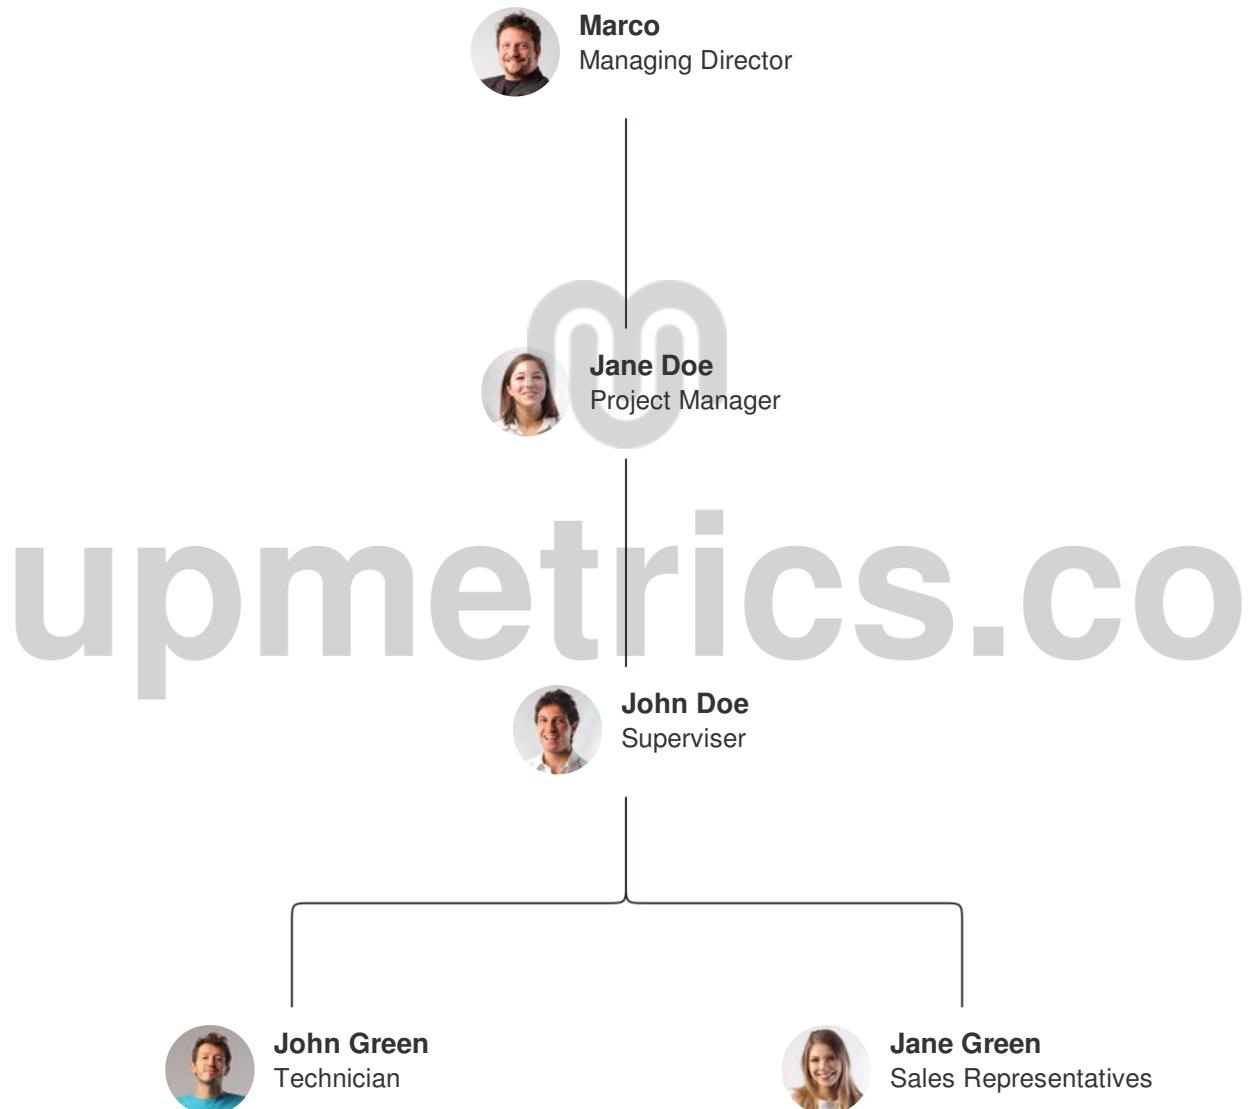 Marco
Managing Director
Jane Doe
Project Manager
upmetrics.co
John Doe
Superviser
John Green
Technician
Jane Green
Sales Representatives